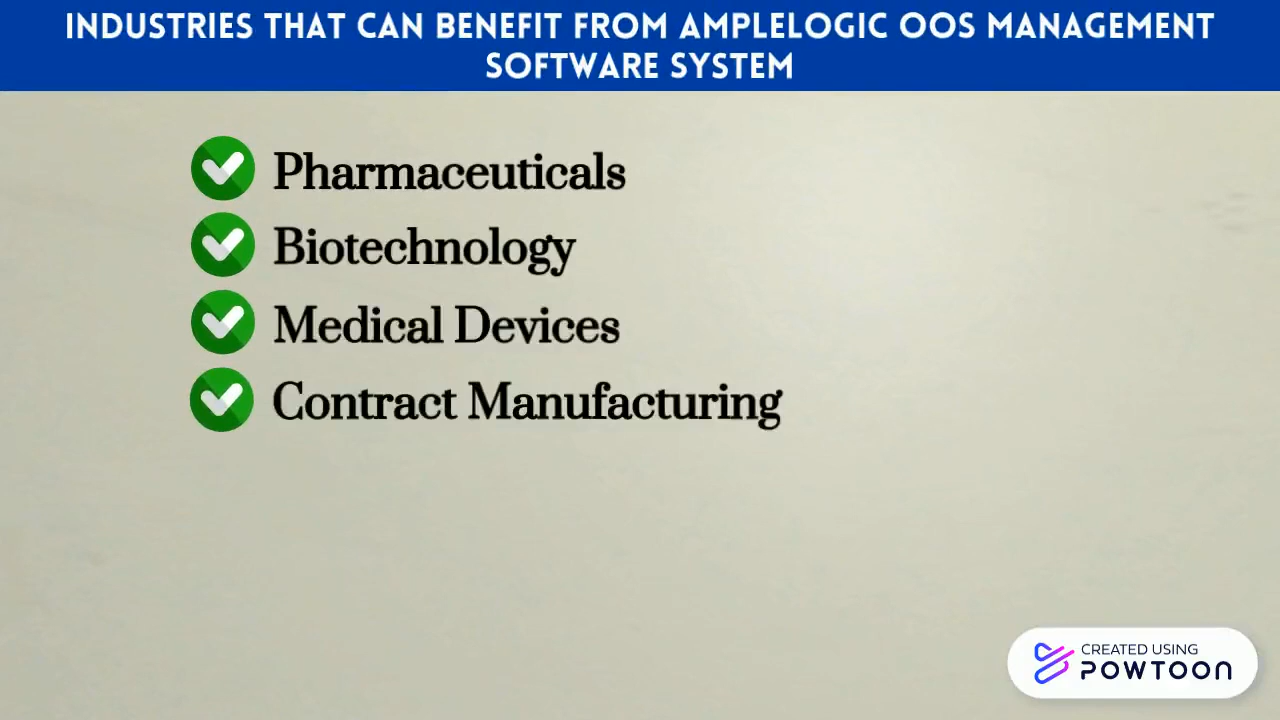 INDUSTRIES THAT CAN BENEFIT FROM AMPLELOGIC OOS MANAGEMENT
SOFTWARE SYSTEM
Pharmaceuticals
Biotechnology
Medical Devices
Contract Manufacturing
CREATED USING
POWTOON